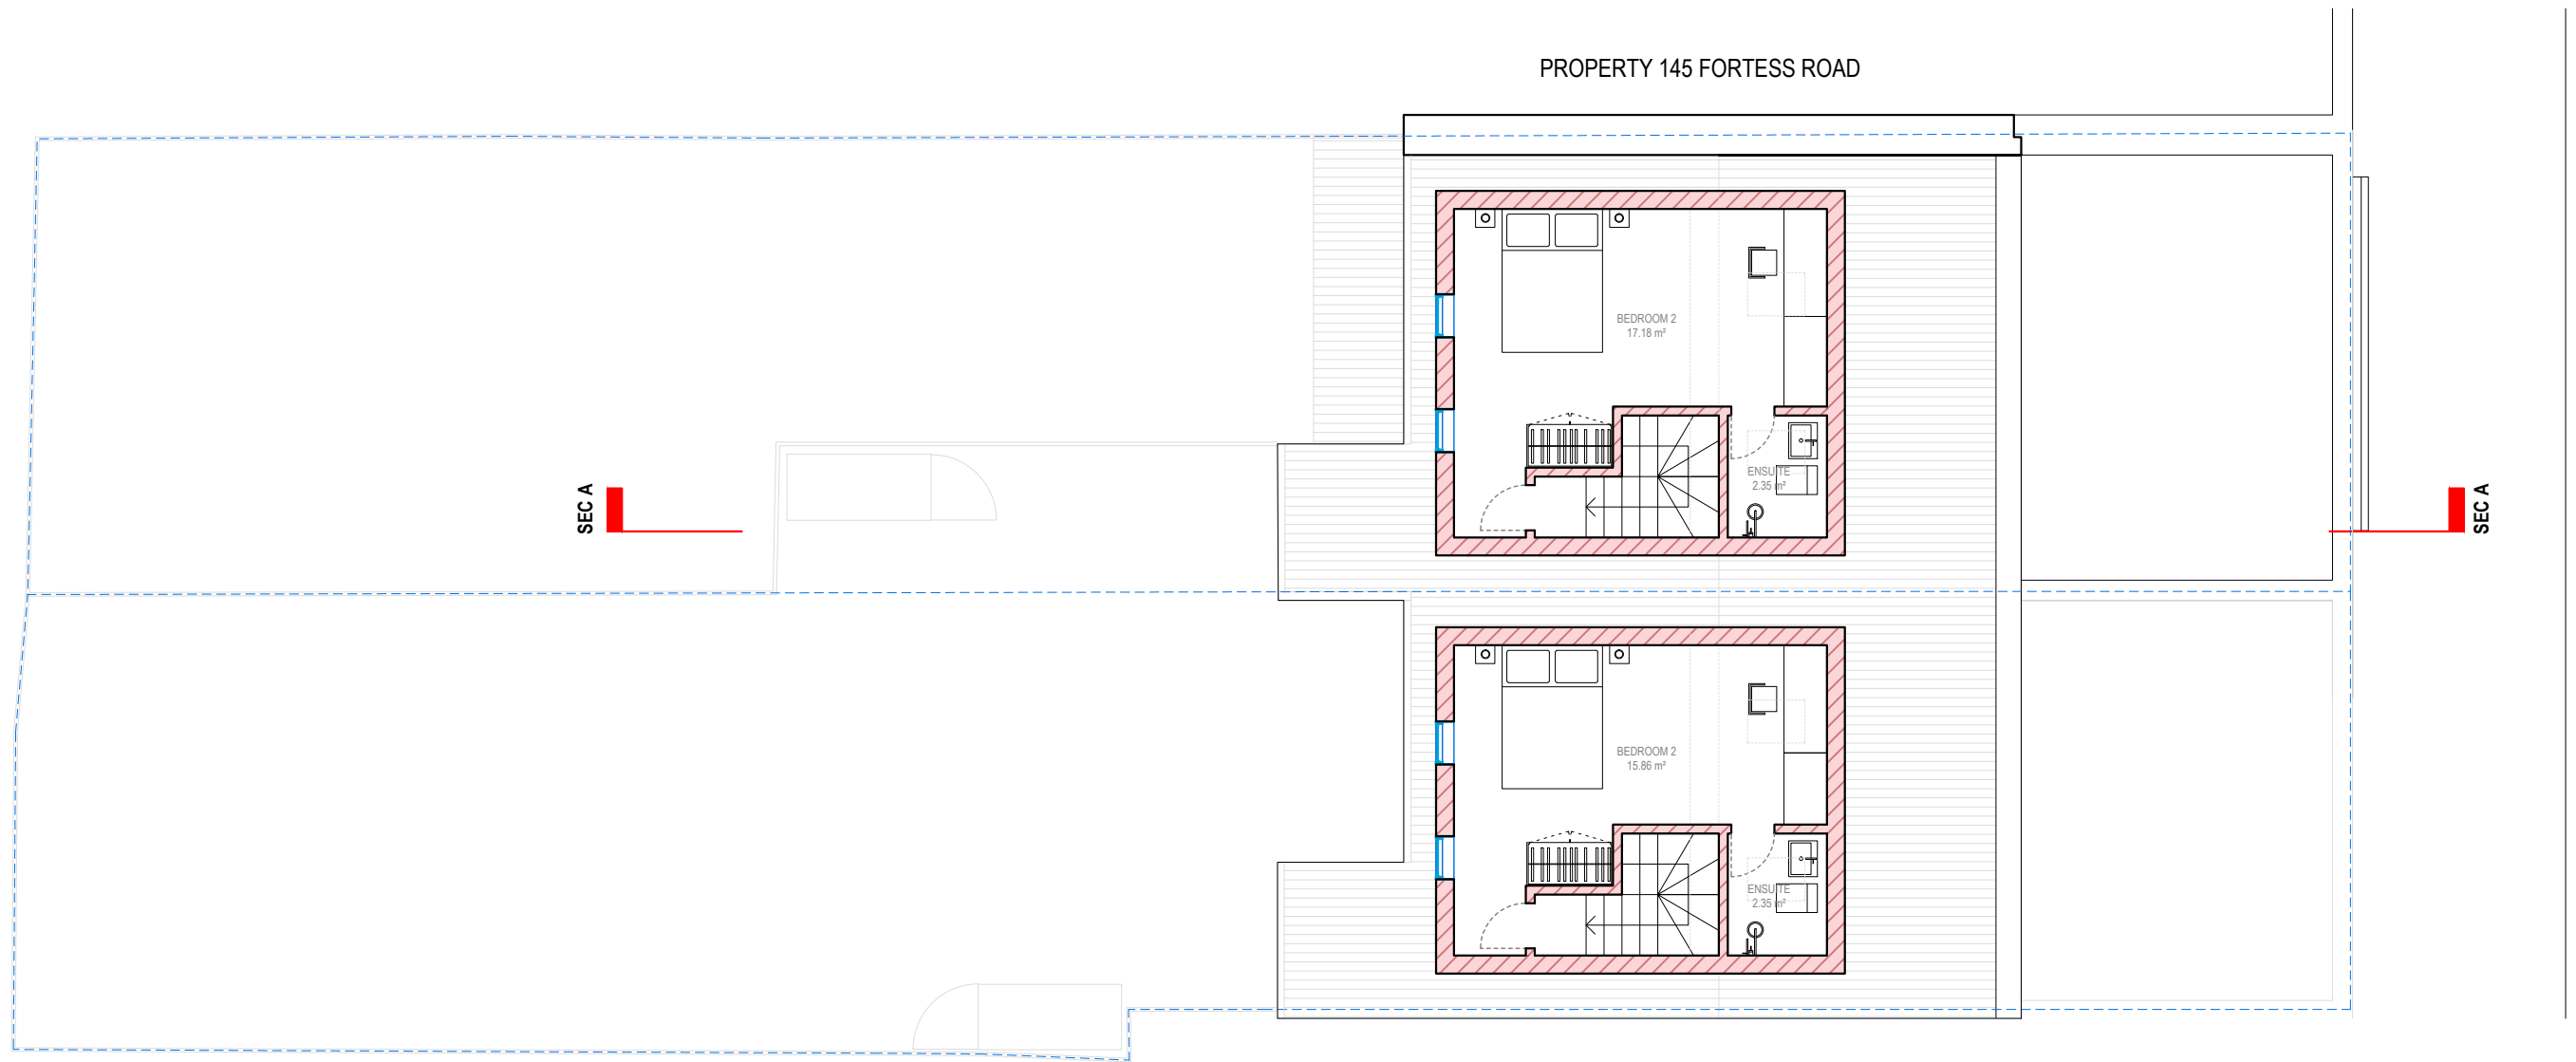 PROPERTY 145 FORTESS ROAD
BEDROOM 2
17.18 m²
ENSUITE
2.35 m²
SEC A
SEC A
BEDROOM 2
15.86 m²
ENSUITE
2.35 m²